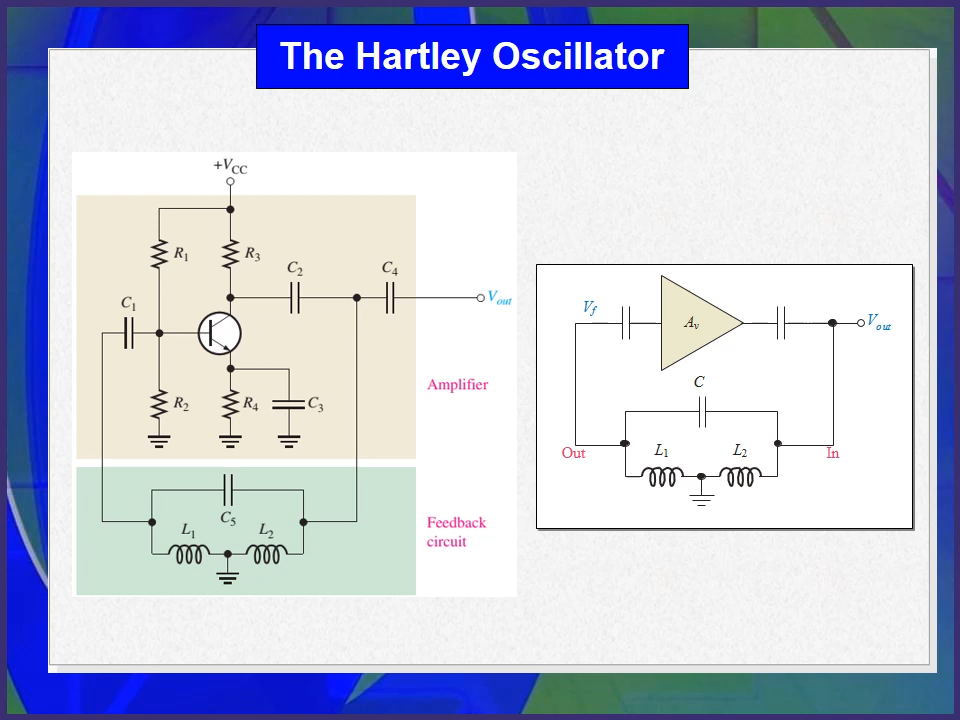 The Hartley Oscillator
+VCC
R1
R3
C2
C4
Vout
C1
R2
R4
C3
Amplifier
C5
L1
L2
Feedback
circuit
Vf
Av
Vout
C
Out
L1
L2
In